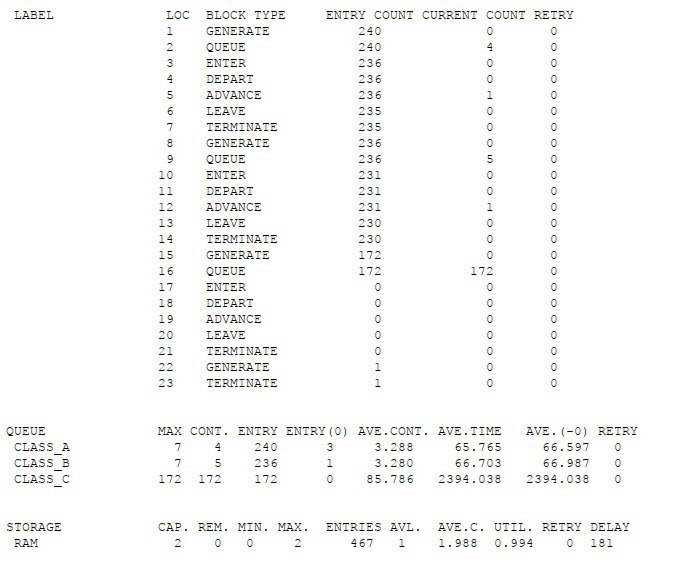 LABEL LOC BLOCK TYPE ENTRY COUNT CURRENT COUNT RETRY
1 GENERATE 240 0 0
2 QUEUE 240 4 0
3 ENTER 236 0 0
4 DEPART 236 0 0
5 ADVANCE 236 1 0
6 LEAVE 235 0 0
7 TERMINATE 235 0 0
8 GENERATE 236 0 0
9 QUEUE 236 5 0
10 ENTER 231 0 0
11 DEPART 231 0 0
12 ADVANCE 231 1 0
13 LEAVE 230 0 0
14 TERMINATE 230 0 0
15 GENERATE 172 0 0
16 QUEUE 172 172 0
17 ENTER 0 0 0
18 DEPART 0 0 0
19 ADVANCE 0 0 0
20 LEAVE 0 0 0
21 TERMINATE 0 0 0
22 GENERATE 1 0 0
23 TERMINATE 1 0 0
QUEUE MAX CONT. ENTRY ENTRY(0) AVE.CONT. AVE.TIME AVE.(-0) RETRY
CLASS_A 7 4 240 3 3.288 65.765 66.597 0
CLASS_B 7 5 236 1 3.280 66.703 66.987 0
CLASS_C 172 172 172 0 85.786 2394.038 2394.038 0
STORAGE CAP. REM. MIN. MAX. ENTRIES AVL. AVE.C. UTIL. RETRY DELAY
RAM 2 0 0 2 467 1 1.988 0.994 0 181